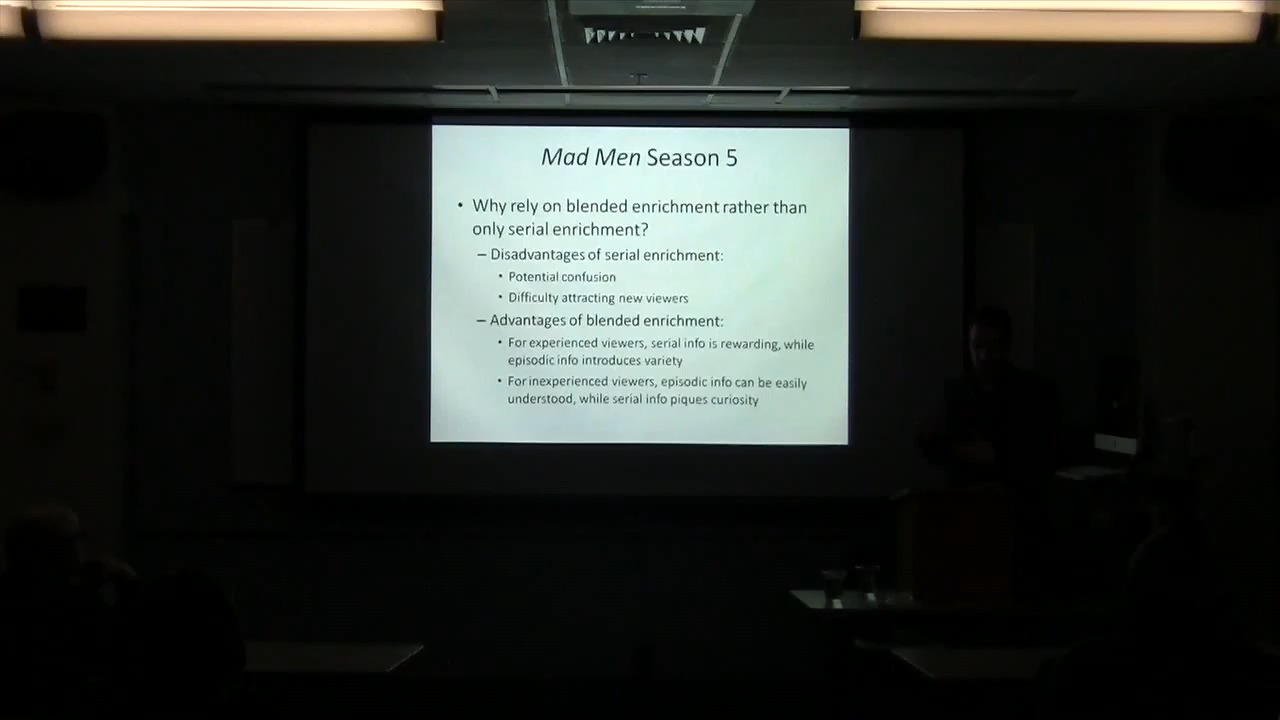 Mad Men Season 5
• Why rely on blended enrichment rather than
only serial enrichment?
– Disadvantages of serial enrichment:
• Potential confusion
• Difficulty attracting new viewers
– Advantages of blended enrichment:
• For experienced viewers, serial info is rewarding, while
episodic info introduces variety
• For inexperienced viewers, episodic info can be easily
understood, while serial info piques curiosity